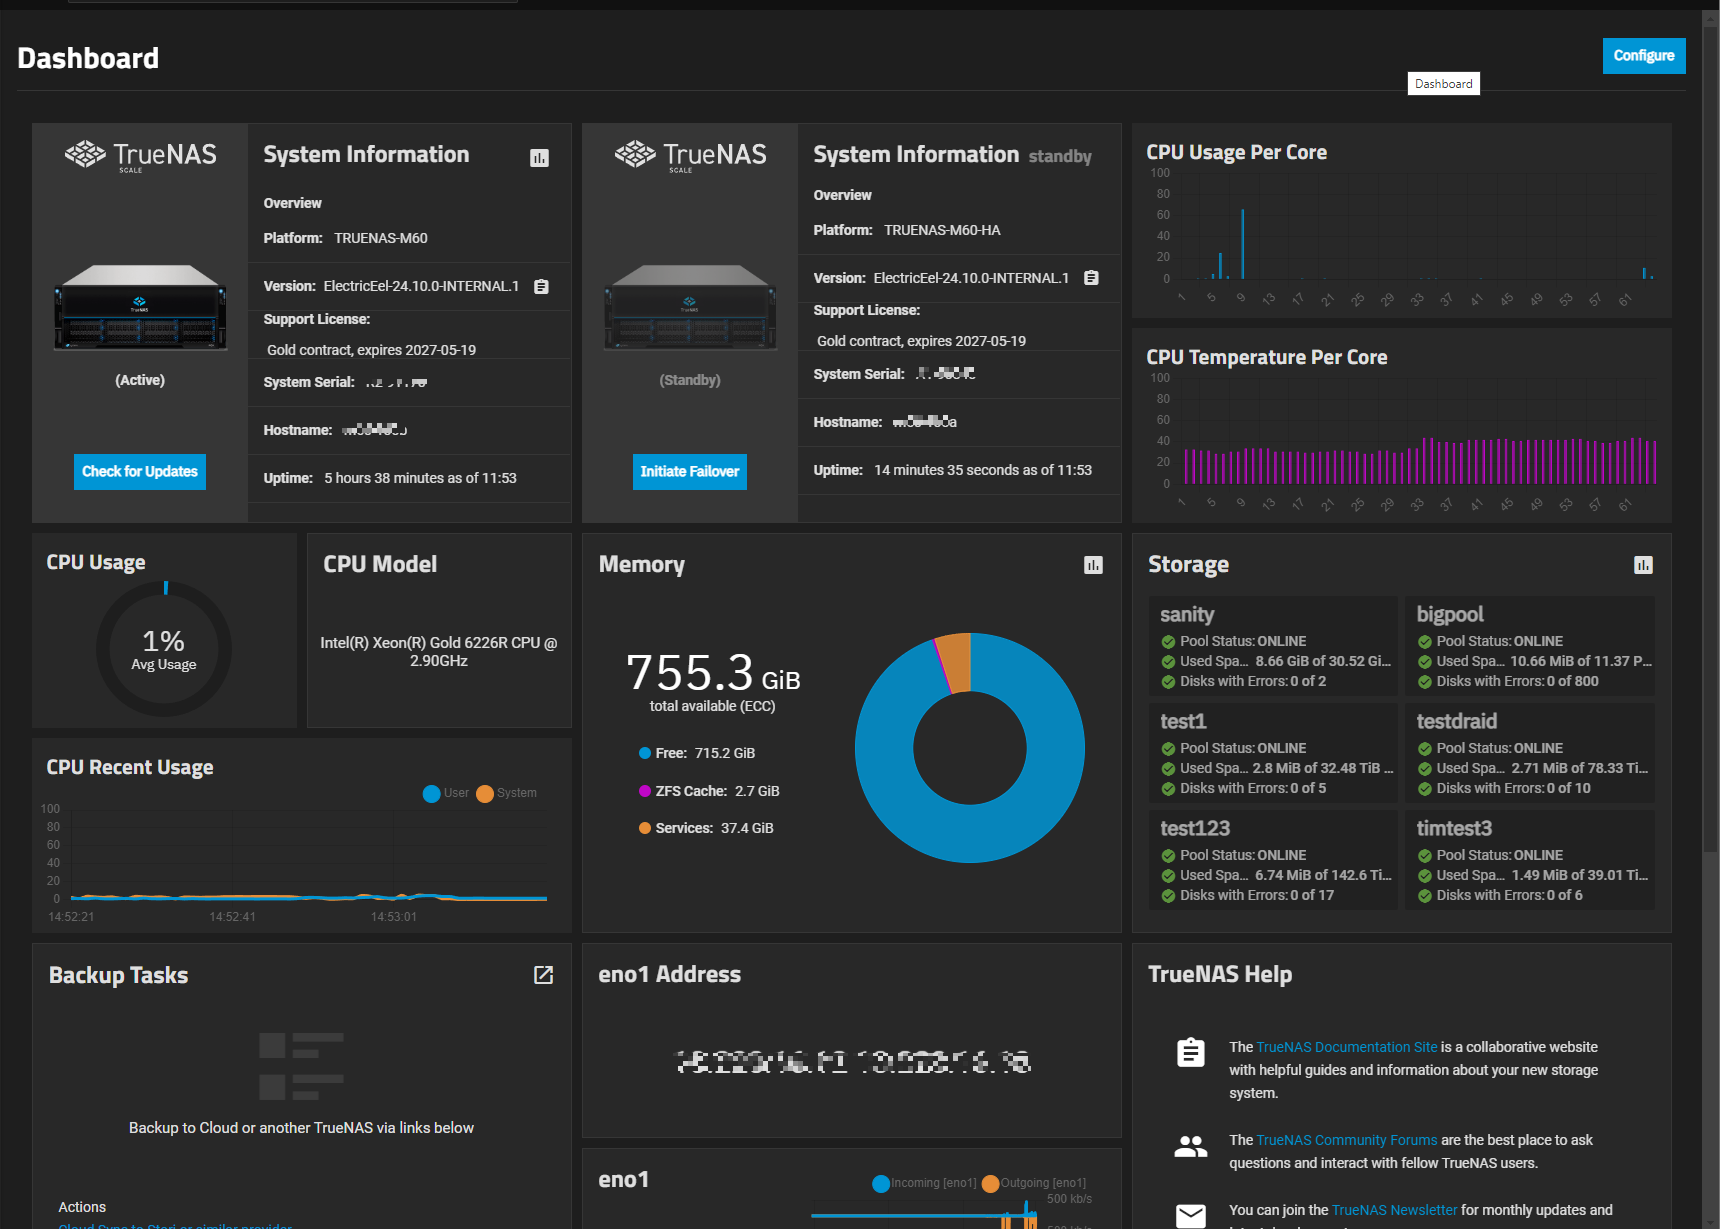 Dashboard
Configure
Dashboard
TrueNAS
SCALE
(Active)
Check for Updates
System Information
Overview
Platform: TRUENAS-M60
Version: ElectricEel-24.10.0-INTERNAL.1
Support License:
Gold contract, expires 2027-05-19
System Serial:
Hostname:
Uptime: 5 hours 38 minutes as of 11:53
TrueNAS
SCALE
TrueNAS
(Standby)
Initiate Failover
System Information standby
Overview
Platform: TRUENAS-M60-HA
Version: ElectricEel-24.10.0-INTERNAL.1
Support License:
Gold contract, expires 2027-05-19
System Serial:
Hostname:
Uptime: 14 minutes 35 seconds as of 11:53
CPU Usage Per Core
100
80
60
40
20
0
1 5 9 13 17 21 25 29 33 37 41 45 49 53 57 61
CPU Temperature Per Core
100
80
60
40
20
0
1 5 9 13 17 21 25 29 33 37 41 45 49 53 57 61
CPU Usage
1%
Avg Usage
CPU Model
Intel(R) Xeon(R) Gold 6226R CPU @
2.90GHz
CPU Recent Usage
User System
100
80
60
40
20
0
14:52:21 14:52:41 14:53:01
Memory
755.3 GiB
total available (ECC)
Free: 715.2 GiB
ZFS Cache: 2.7 GiB
Services: 37.4 GiB
Storage
sanity
Pool Status: ONLINE
Used Spa... 8.66 GiB of 30.52 Gi...
Disks with Errors: 0 of 2
bigpool
Pool Status: ONLINE
Used Spa... 10.66 MiB of 11.37 P...
Disks with Errors: 0 of 800
test1
Pool Status: ONLINE
Used Spa... 2.8 MiB of 32.48 TiB ...
Disks with Errors: 0 of 5
testdraid
Pool Status: ONLINE
Used Spa... 2.71 MiB of 78.33 Ti...
Disks with Errors: 0 of 10
test123
Pool Status: ONLINE
Used Spa... 6.74 MiB of 142.6 Ti...
Disks with Errors: 0 of 17
timtest3
Pool Status: ONLINE
Used Spa... 1.49 MiB of 39.01 Ti...
Disks with Errors: 0 of 6
Backup Tasks
Backup to Cloud or another TrueNAS via links below
Actions
Cloud Sync to Storj or similar provider
eno1 Address
eno1
Incoming [eno1] Outgoing [eno1]
500 kb/s
500 kb/s
TrueNAS Help
The TrueNAS Documentation Site is a collaborative website
with helpful guides and information about your new storage
system.
The TrueNAS Community Forums are the best place to ask
questions and interact with fellow TrueNAS users.
You can join the TrueNAS Newsletter for monthly updates and